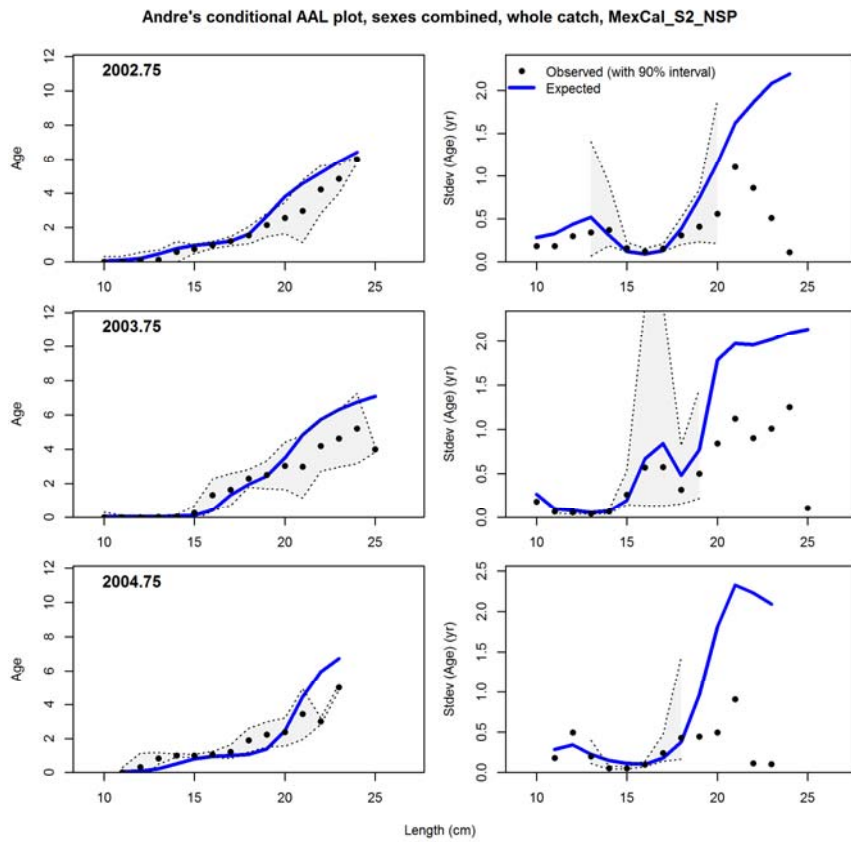 Andre's conditional AAL plot, sexes combined, whole catch, MexCal_S2_NSP
2002.75
Age
0 2 4 6 8 10 12
10 15 20 25
Observed (with 90% interval)
Expected
Stdev (Age) (yr)
0.0 0.5 1.0 1.5 2.0
10 15 20 25
2003.75
Age
0 2 4 6 8 10 12
10 15 20 25
Stdev (Age) (yr)
0.0 0.5 1.0 1.5 2.0
10 15 20 25
2004.75
Age
0 2 4 6 8 10 12
10 15 20 25
Stdev (Age) (yr)
0.0 0.5 1.0 1.5 2.0 2.5
10 15 20 25
Length (cm)